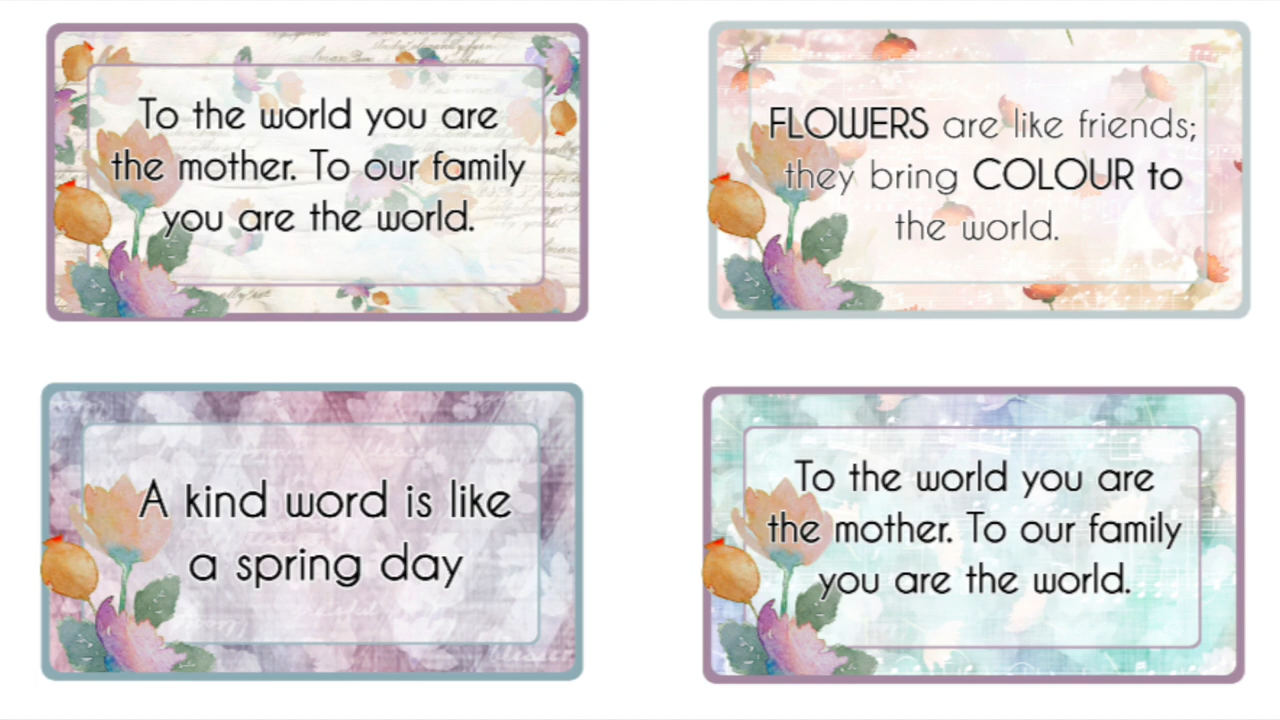 To the world you are
the mother. To our family
you are the world.
FLOWERS are like friends;
they bring COLOUR to
the world.
A kind word is like
a spring day
To the world you are
the mother. To our family
you are the world.